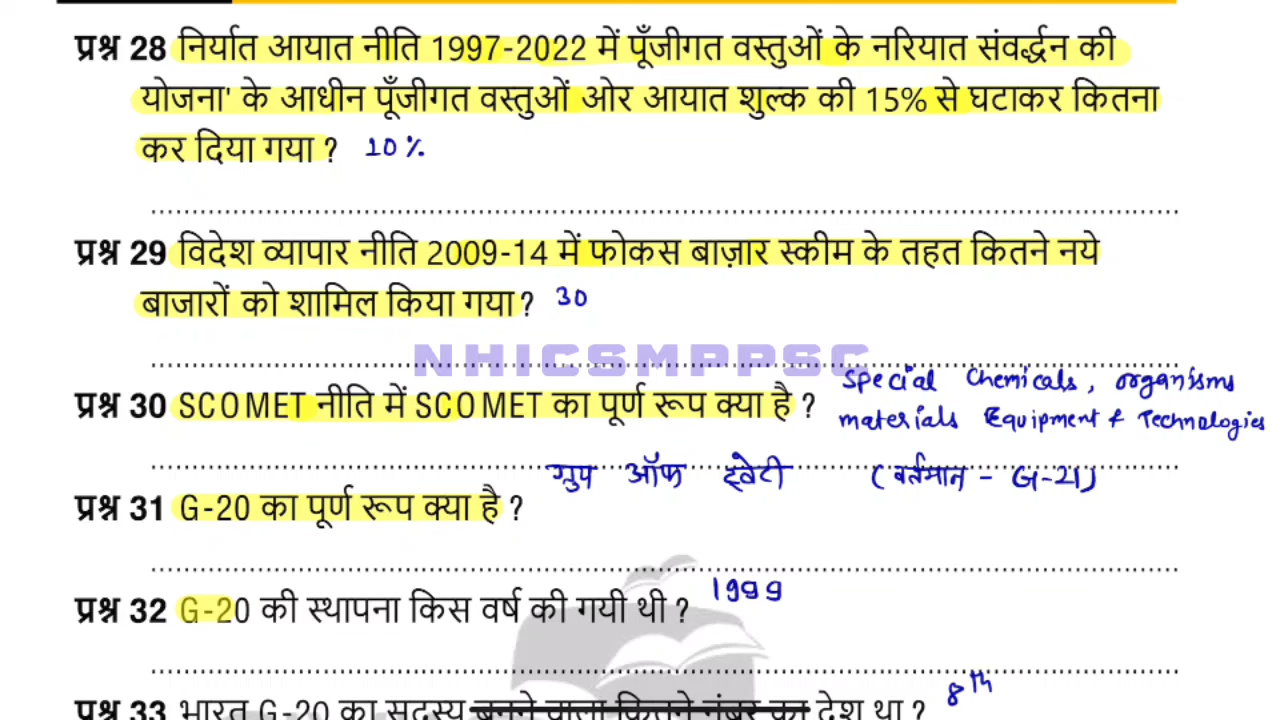 प्रश्न 28 निर्यात आयात नीति 1997-2022 में पूँजीगत वस्तुओं के नरियात संवर्द्धन की
योजना' के आधीन पूँजीगत वस्तुओं ओर आयात शुल्क की 15% से घटाकर कितना
कर दिया गया ? 10 %
प्रश्न 29 विदेश व्यापार नीति 2009-14 में फोकस बाज़ार स्कीम के तहत कितने नये
बाजारों को शामिल किया गया ? 30
NHICSMPPSC
प्रश्न 30 SCOMET नीति में SCOMET का पूर्ण रूप क्या है ? Special Chemicals, organisms
materials Equipment & Technologies
ग्रुप ऑफ ट्वेंटी (वर्तमान - G-21)
प्रश्न 31 G-20 का पूर्ण रूप क्या है ?
प्रश्न 32 G-20 की स्थापना किस वर्ष की गयी थी ? 1999
प्रश्न 33 भारत G-20 का सदस्य बनने वाला कितने नंबर का देश था ? 8th